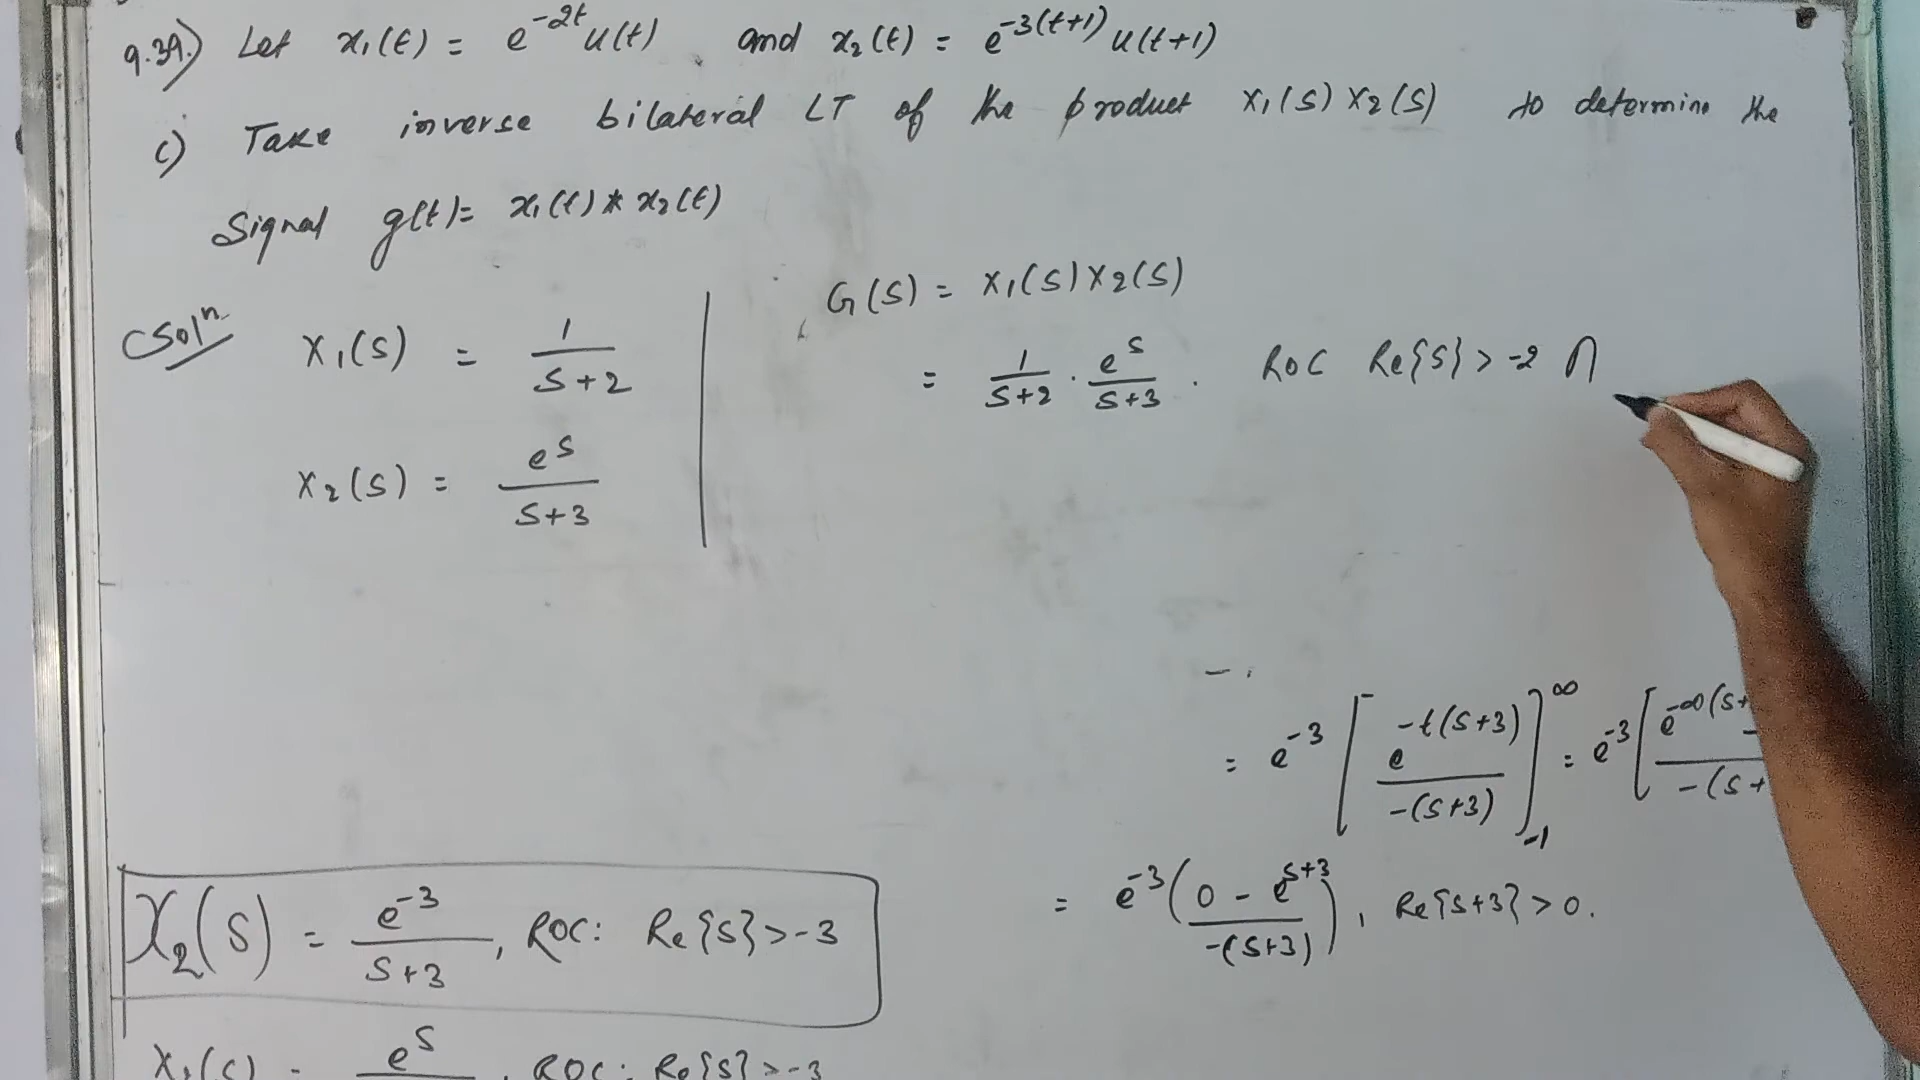 9.39.) Let x₁(t) = e^{-2t} u(t) and x₂(t) = e^{-3(t+1)} u(t+1)
c) Take inverse bilateral LT of the product X₁(S) X₂(S) to determine the
Signal g(t) = x₁(t) * x₂(t)
Solⁿ
X₁(S) = 1/(S+2)
X₂(S) = e^S/(S+3)
G(S) = X₁(S) X₂(S)
= 1/(S+2) · e^S/(S+3) . ROC Re{S} > -2 ∩
= e^{-3} [ e^{-t(S+3)} / -(S+3) ]_{-1}^{∞} = e^{-3} [ e^{-∞(S+ / -(S+
= e^{-3} ( 0 - e^{S+3} / -(S+3) ) , Re{S+3} > 0.
X₂(S) = e^{-3}/(S+3) , ROC: Re{S} > -3
e^S , ROC: Re{S} > -3